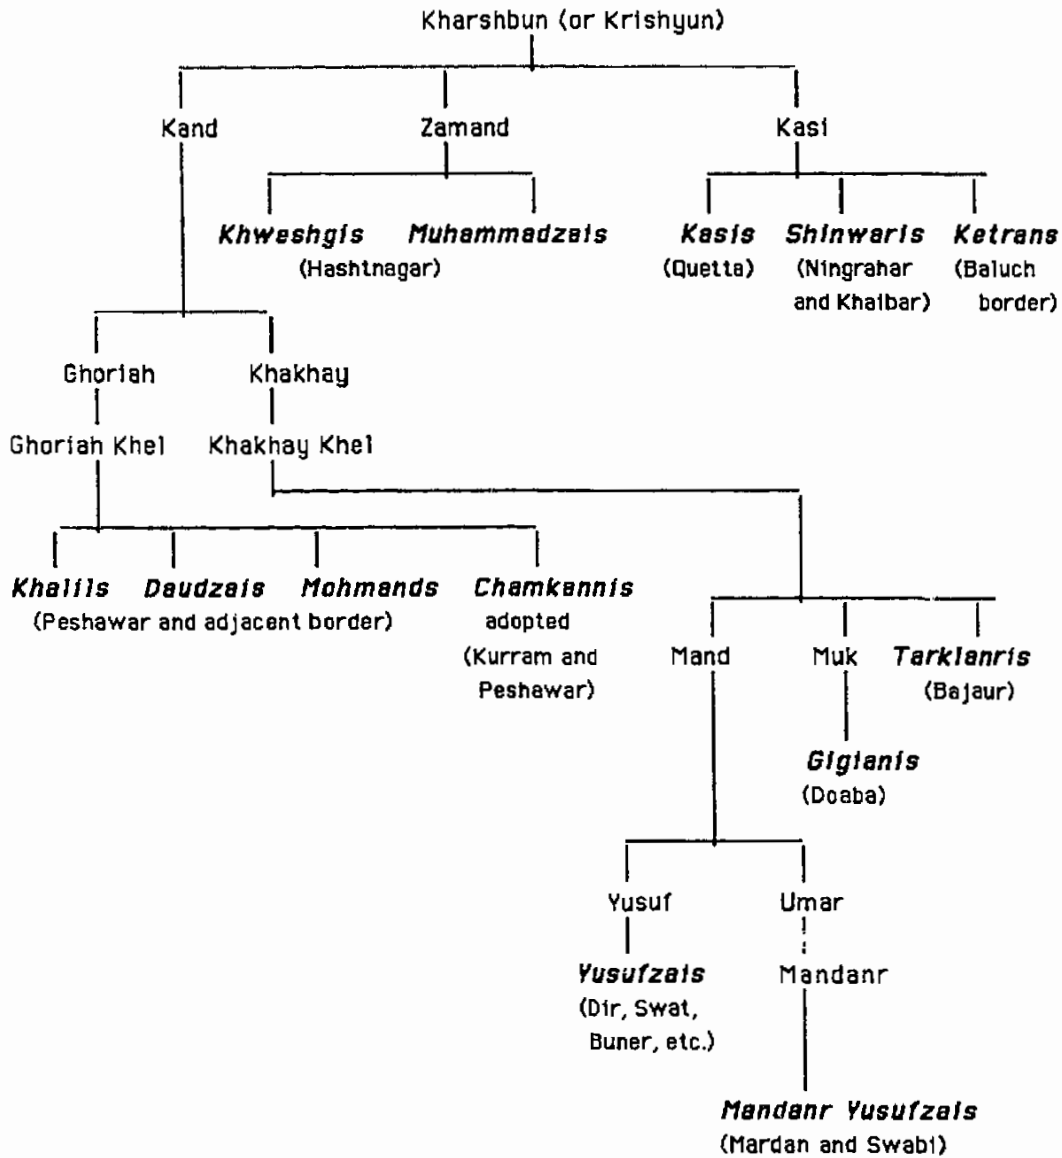 Kharshbun (or Krishyun)
Kand Zamand Kasi
Khweshgis Muhammadzais Kasis Shinwaris Ketrans
(Hashtnagar) (Quetta) (Ningrahar (Baluch
and Khaibar) border)
Ghoriah Khakhay
Ghoriah Khel Khakhay Khel
Khalils Daudzais Mohmands Chamkannis
(Peshawar and adjacent border) adopted
(Kurram and Mand Muk Tarklanris
Peshawar) (Bajaur)
Gigianis
(Doaba)
Yusuf Umar
Yusufzais Mandanr
(Dir, Swat,
Buner, etc.)
Mandanr Yusufzais
(Mardan and Swabi)